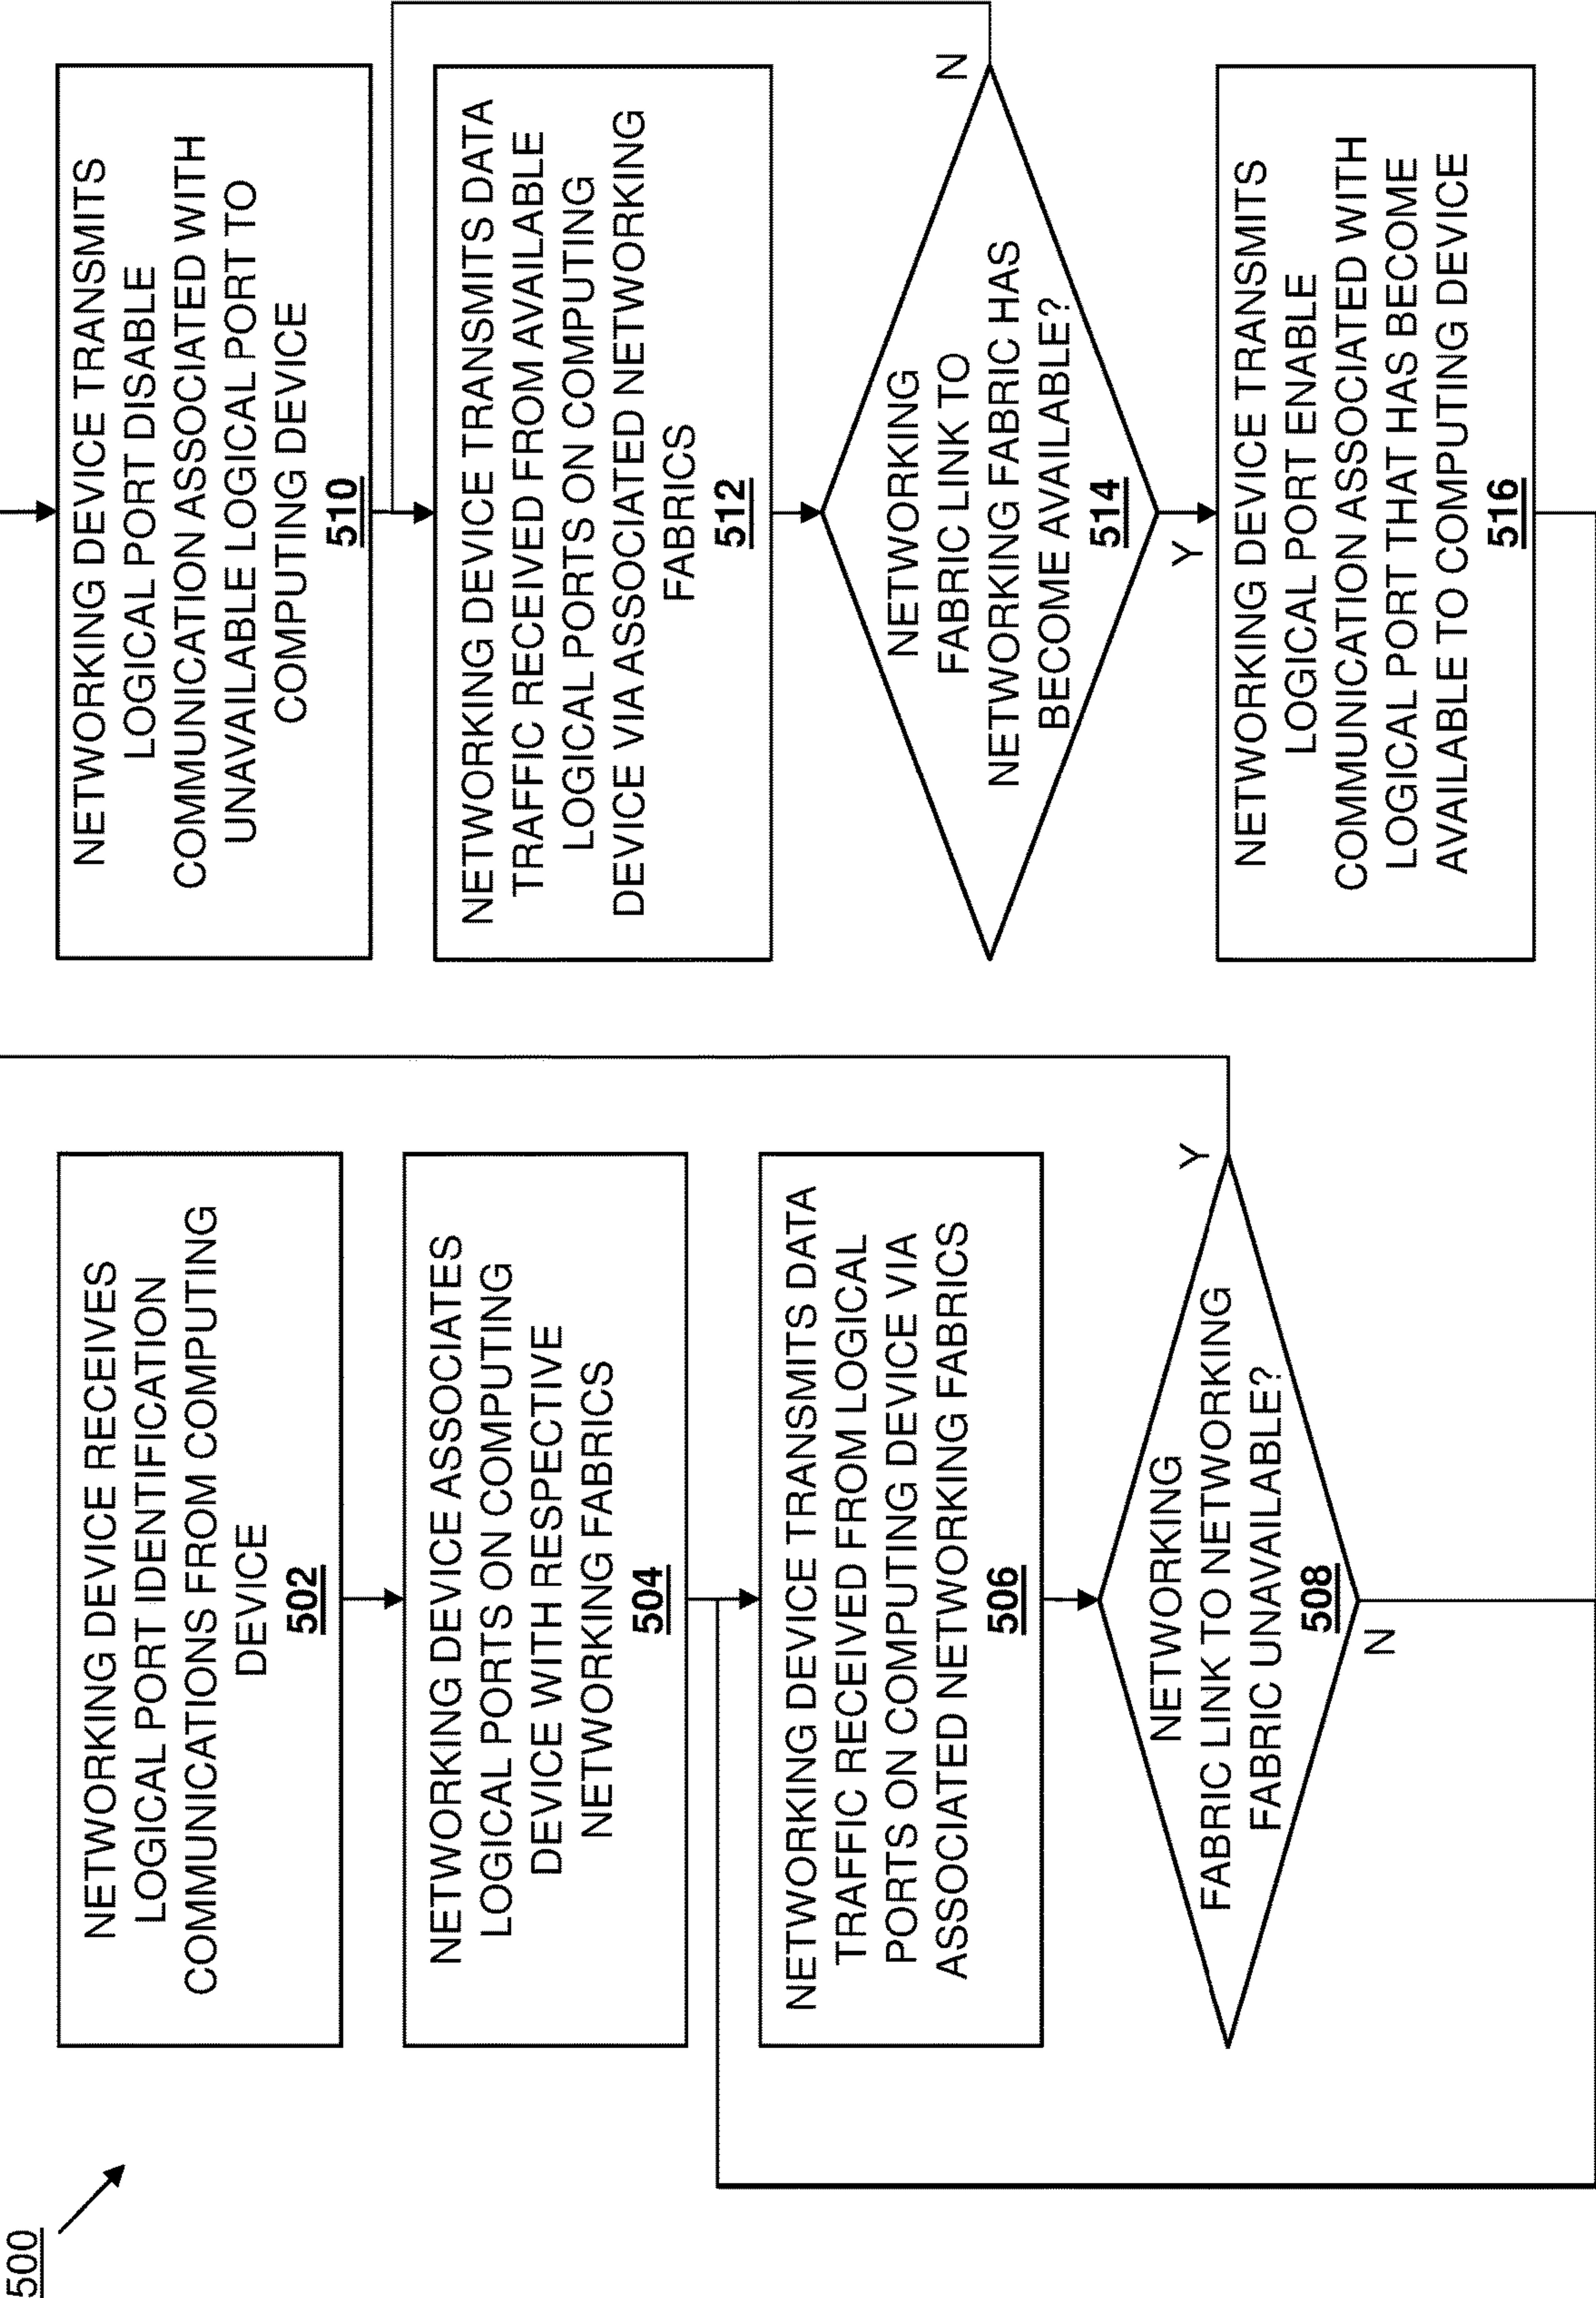 500
NETWORKING DEVICE RECEIVES
LOGICAL PORT IDENTIFICATION
COMMUNICATIONS FROM COMPUTING
DEVICE
502
NETWORKING DEVICE ASSOCIATES
LOGICAL PORTS ON COMPUTING
DEVICE WITH RESPECTIVE
NETWORKING FABRICS
504
NETWORKING DEVICE TRANSMITS DATA
TRAFFIC RECEIVED FROM LOGICAL
PORTS ON COMPUTING DEVICE VIA
ASSOCIATED NETWORKING FABRICS
506
NETWORKING
FABRIC LINK TO NETWORKING
FABRIC UNAVAILABLE?
508
Y
N
NETWORKING DEVICE TRANSMITS
LOGICAL PORT DISABLE
COMMUNICATION ASSOCIATED WITH
UNAVAILABLE LOGICAL PORT TO
COMPUTING DEVICE
510
NETWORKING DEVICE TRANSMITS DATA
TRAFFIC RECEIVED FROM AVAILABLE
LOGICAL PORTS ON COMPUTING
DEVICE VIA ASSOCIATED NETWORKING
FABRICS
512
NETWORKING
FABRIC LINK TO
NETWORKING FABRIC HAS
BECOME AVAILABLE?
514
N
Y
NETWORKING DEVICE TRANSMITS
LOGICAL PORT ENABLE
COMMUNICATION ASSOCIATED WITH
LOGICAL PORT THAT HAS BECOME
AVAILABLE TO COMPUTING DEVICE
516